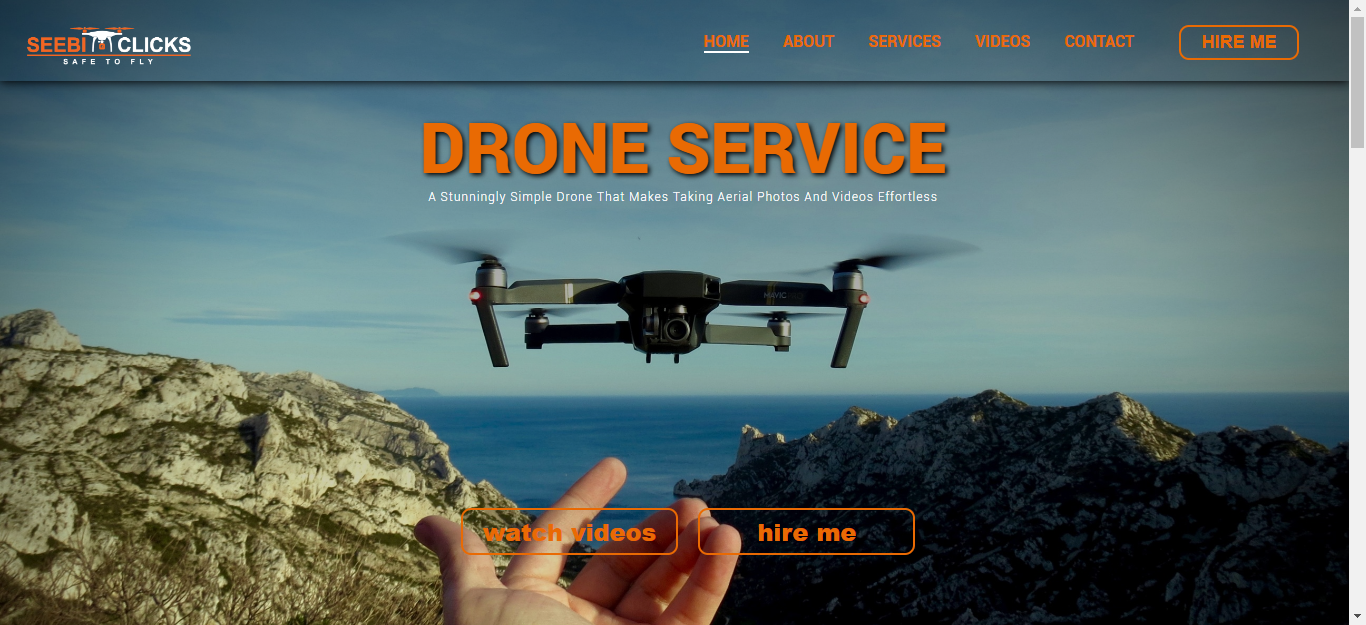 SEEBI CLICKS
SAFE TO FLY
HOME ABOUT SERVICES VIDEOS CONTACT HIRE ME
DRONE SERVICE
A Stunningly Simple Drone That Makes Taking Aerial Photos And Videos Effortless
MAVIC
watch videos hire me